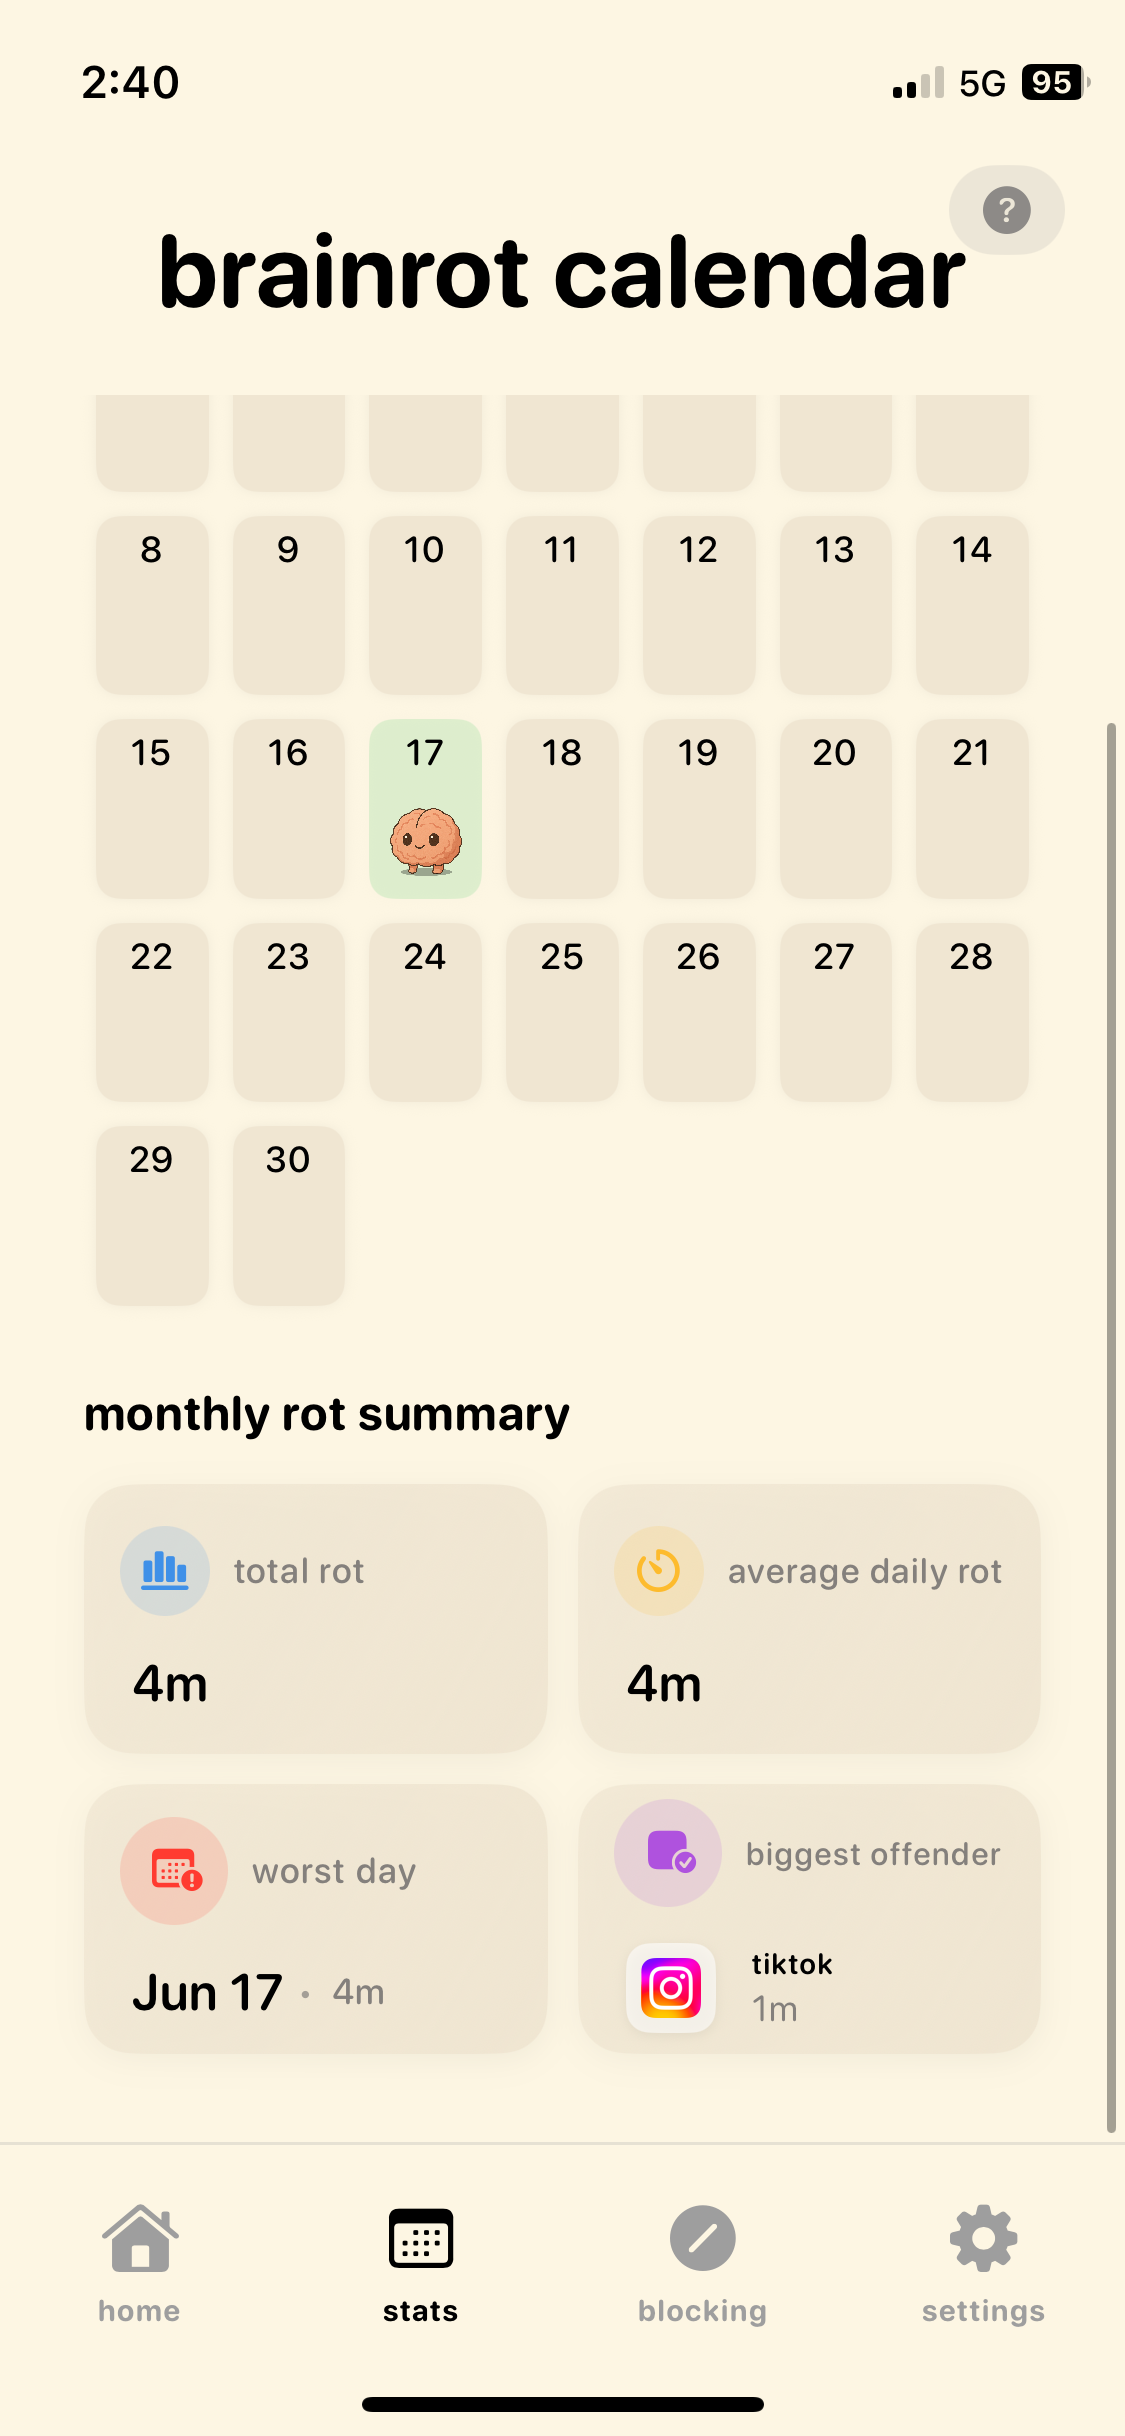 2:40
5G 95
?
brainrot calendar
8 9 10 11 12 13 14
15 16 17 18 19 20 21
22 23 24 25 26 27 28
29 30
monthly rot summary
total rot
4m
average daily rot
4m
worst day
Jun 17 · 4m
biggest offender
tiktok
1m
home stats blocking settings